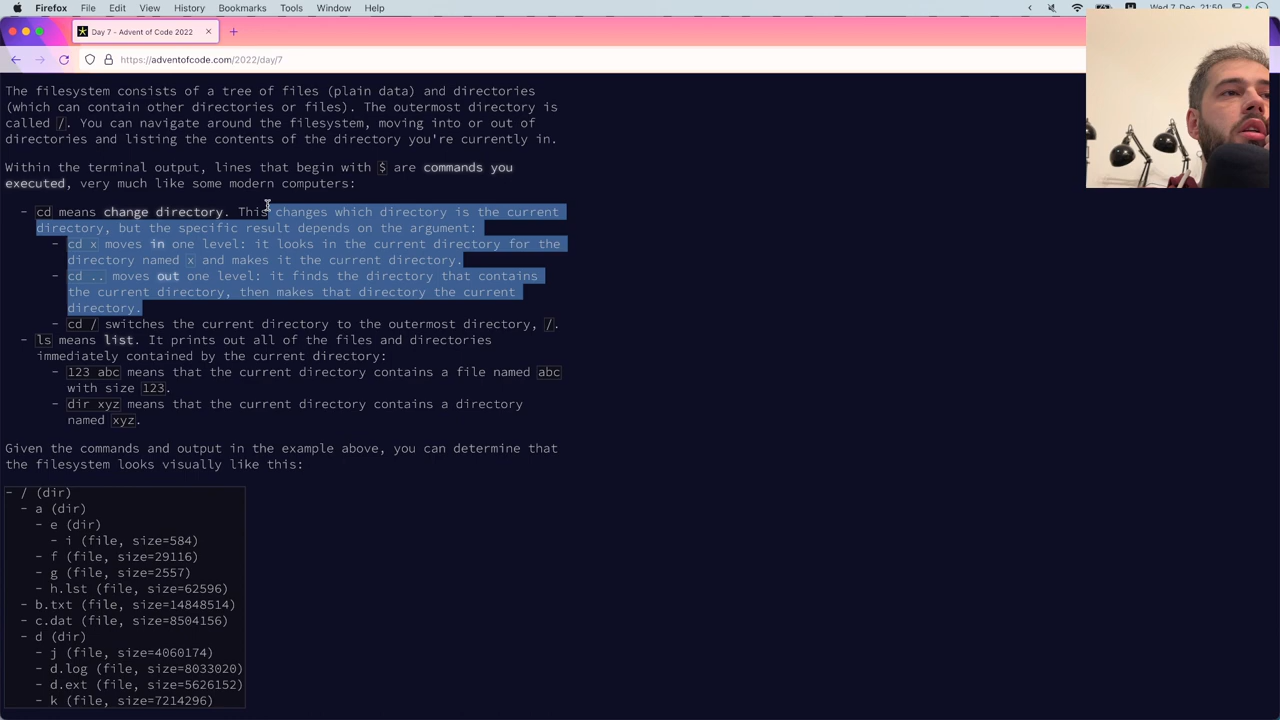 Firefox File Edit View History Bookmarks Tools Window Help
Wed 7. Dec 21:50
Day 7 - Advent of Code 2022
https://adventofcode.com/2022/day/7
The filesystem consists of a tree of files (plain data) and directories
(which can contain other directories or files). The outermost directory is
called /. You can navigate around the filesystem, moving into or out of
directories and listing the contents of the directory you're currently in.
Within the terminal output, lines that begin with $ are commands you
executed, very much like some modern computers:
- cd means change directory. This changes which directory is the current
directory, but the specific result depends on the argument:
- cd x moves in one level: it looks in the current directory for the
directory named x and makes it the current directory.
- cd .. moves out one level: it finds the directory that contains
the current directory, then makes that directory the current
directory.
- cd / switches the current directory to the outermost directory, /.
- ls means list. It prints out all of the files and directories
immediately contained by the current directory:
- 123 abc means that the current directory contains a file named abc
with size 123.
- dir xyz means that the current directory contains a directory
named xyz.
Given the commands and output in the example above, you can determine that
the filesystem looks visually like this:
- / (dir)
- a (dir)
- e (dir)
- i (file, size=584)
- f (file, size=29116)
- g (file, size=2557)
- h.lst (file, size=62596)
- b.txt (file, size=14848514)
- c.dat (file, size=8504156)
- d (dir)
- j (file, size=4060174)
- d.log (file, size=8033020)
- d.ext (file, size=5626152)
- k (file, size=7214296)